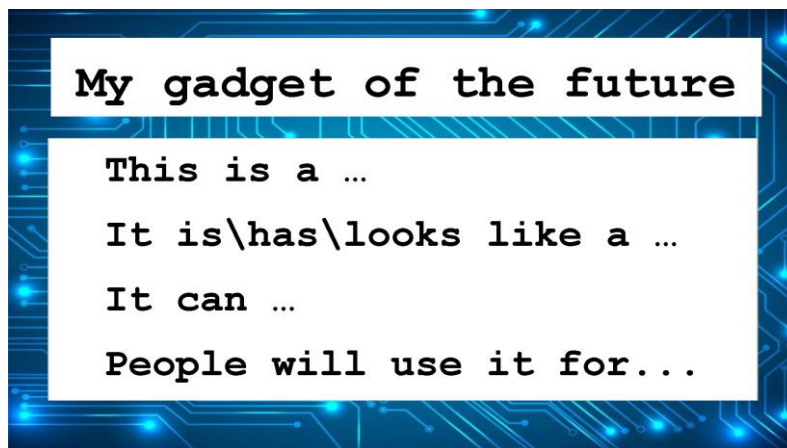 My gadget of the future
This is a …
It is\has\looks like a …
It can …
People will use it for...